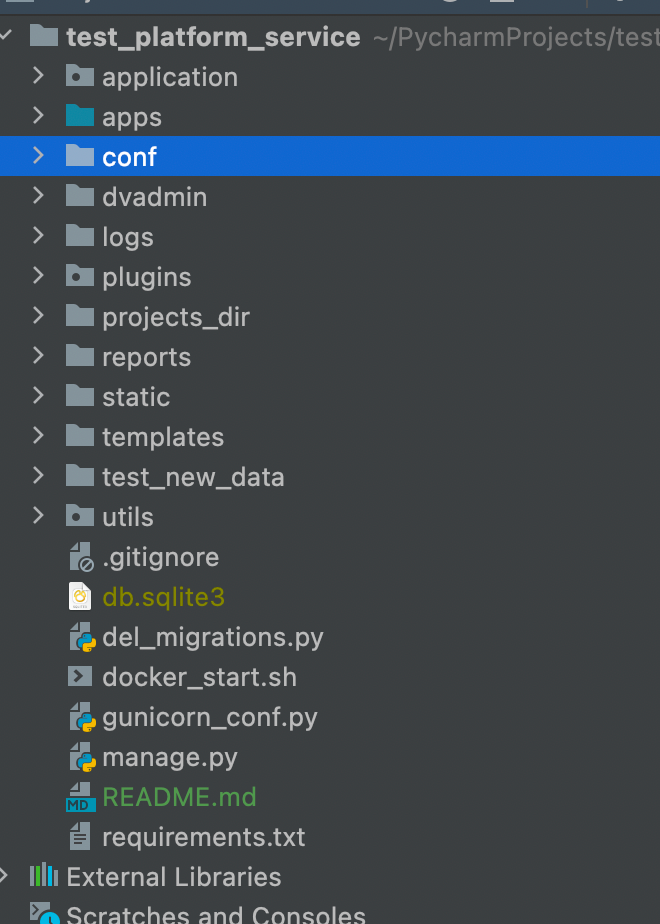 test_platform_service ~/PycharmProjects/test
application
apps
conf
dvadmin
logs
plugins
projects_dir
reports
static
templates
test_new_data
utils
.gitignore
db.sqlite3
del_migrations.py
docker_start.sh
gunicorn_conf.py
manage.py
MD README.md
requirements.txt
External Libraries
Scratches and Consoles